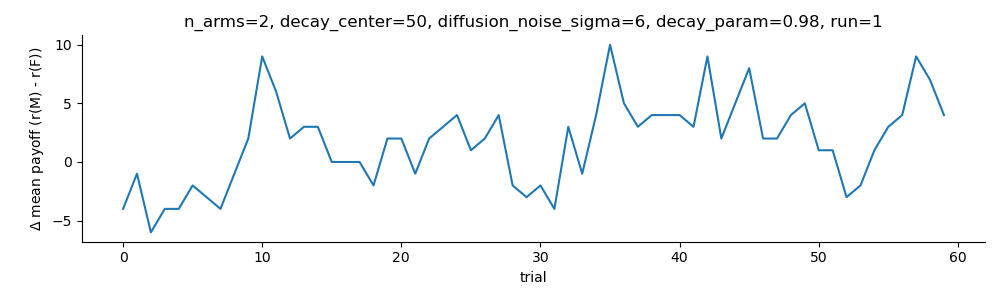 n_arms=2, decay_center=50, diffusion_noise_sigma=6, decay_param=0.98, run=1
Δ mean payoff (r(M) - r(F))
10
5
0
−5
0 10 20 30 40 50 60
trial